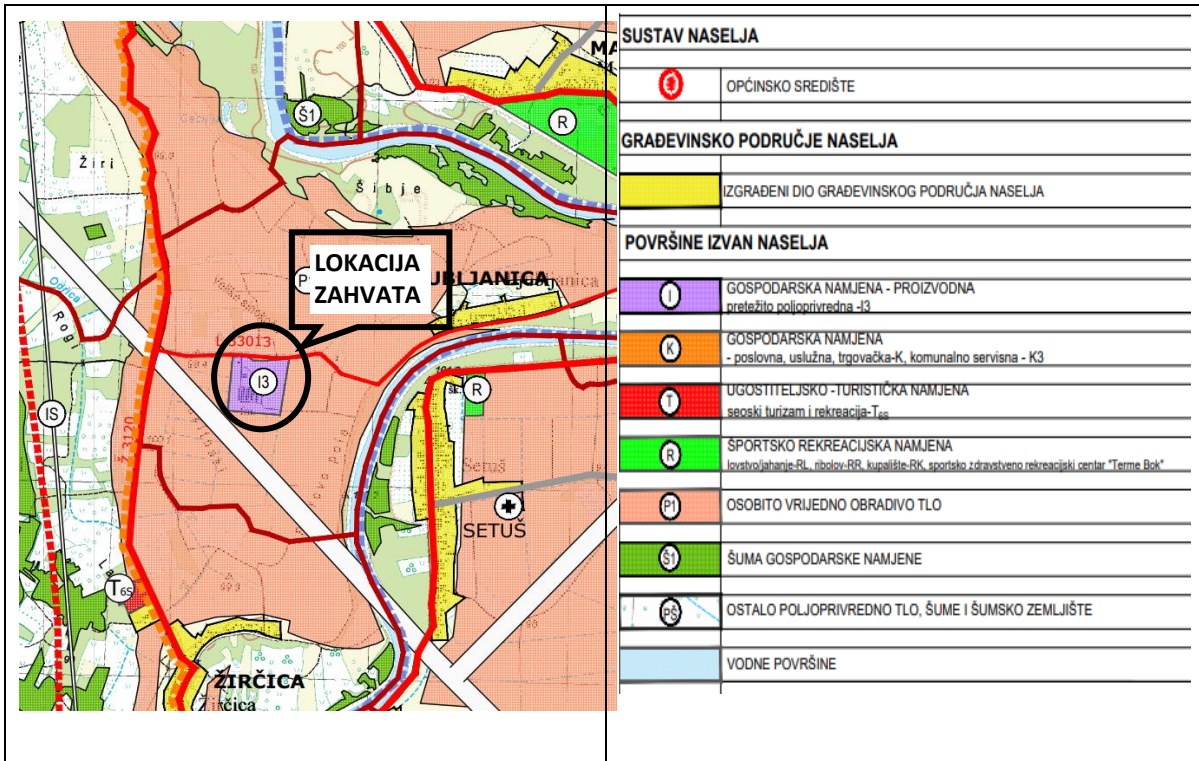 MA
Š1
R
Žiri
Šibje
LOKACIJA
ZAHVATA
P
UBLJANICA
Odrica
Rogi
I3
IS
R
šk.
Setuš
SETUŠ
T6S
ŽIRČICA
Žirčica
SUSTAV NASELJA
OPĆINSKO SREDIŠTE
GRAĐEVINSKO PODRUČJE NASELJA
IZGRAĐENI DIO GRAĐEVINSKOG PODRUČJA NASELJA
POVRŠINE IZVAN NASELJA
I
GOSPODARSKA NAMJENA - PROIZVODNA
pretežito poljoprivredna -I3
K
GOSPODARSKA NAMJENA
- poslovna, uslužna, trgovačka-K, komunalno servisna - K3
T
UGOSTITELJSKO -TURISTIČKA NAMJENA
seoski turizam i rekreacija-T6S
R
ŠPORTSKO REKREACIJSKA NAMJENA
lovstvo/jahanje-RL, ribolov-RR, kupalište-RK, sportsko zdravstveno rekreacijski centar "Terme Bok"
P1
OSOBITO VRIJEDNO OBRADIVO TLO
Š1
ŠUMA GOSPODARSKE NAMJENE
PŠ
OSTALO POLJOPRIVREDNO TLO, ŠUME I ŠUMSKO ZEMLJIŠTE
VODNE POVRŠINE